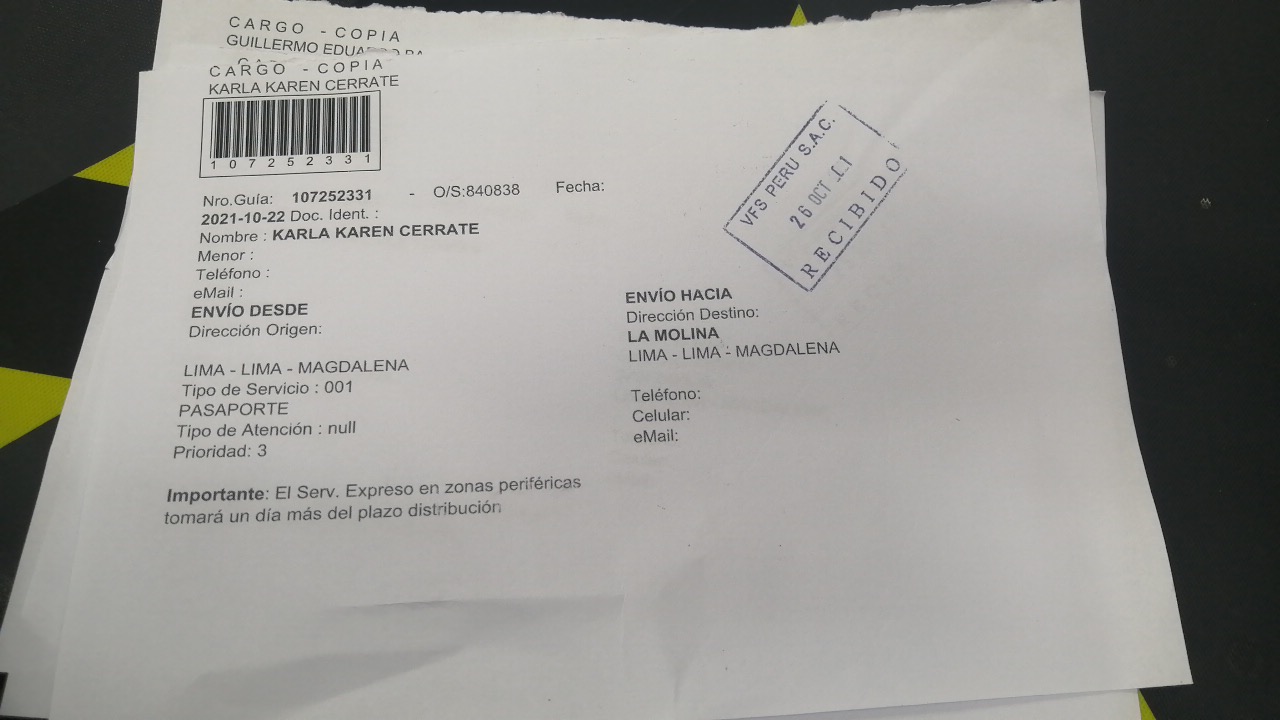 CARGO - COPIA
GUILLERMO
CARGO - COPIA
KARLA KAREN CERRATE
107252331
Nro.Guía: 107252331 - O/S:840838 Fecha:
2021-10-22 Doc. Ident. :
Nombre : KARLA KAREN CERRATE
Menor :
Teléfono :
eMail :
ENVÍO DESDE
Dirección Origen:
LIMA - LIMA - MAGDALENA
Tipo de Servicio : 001
PASAPORTE
Tipo de Atención : null
Prioridad: 3
Importante: El Serv. Expreso en zonas periféricas
tomará un día más del plazo distribución
ENVÍO HACIA
Dirección Destino:
LA MOLINA
LIMA - LIMA - MAGDALENA
Teléfono:
Celular:
eMail:
VFS PERU S.A.C.
26 OCT
RECIBIDO